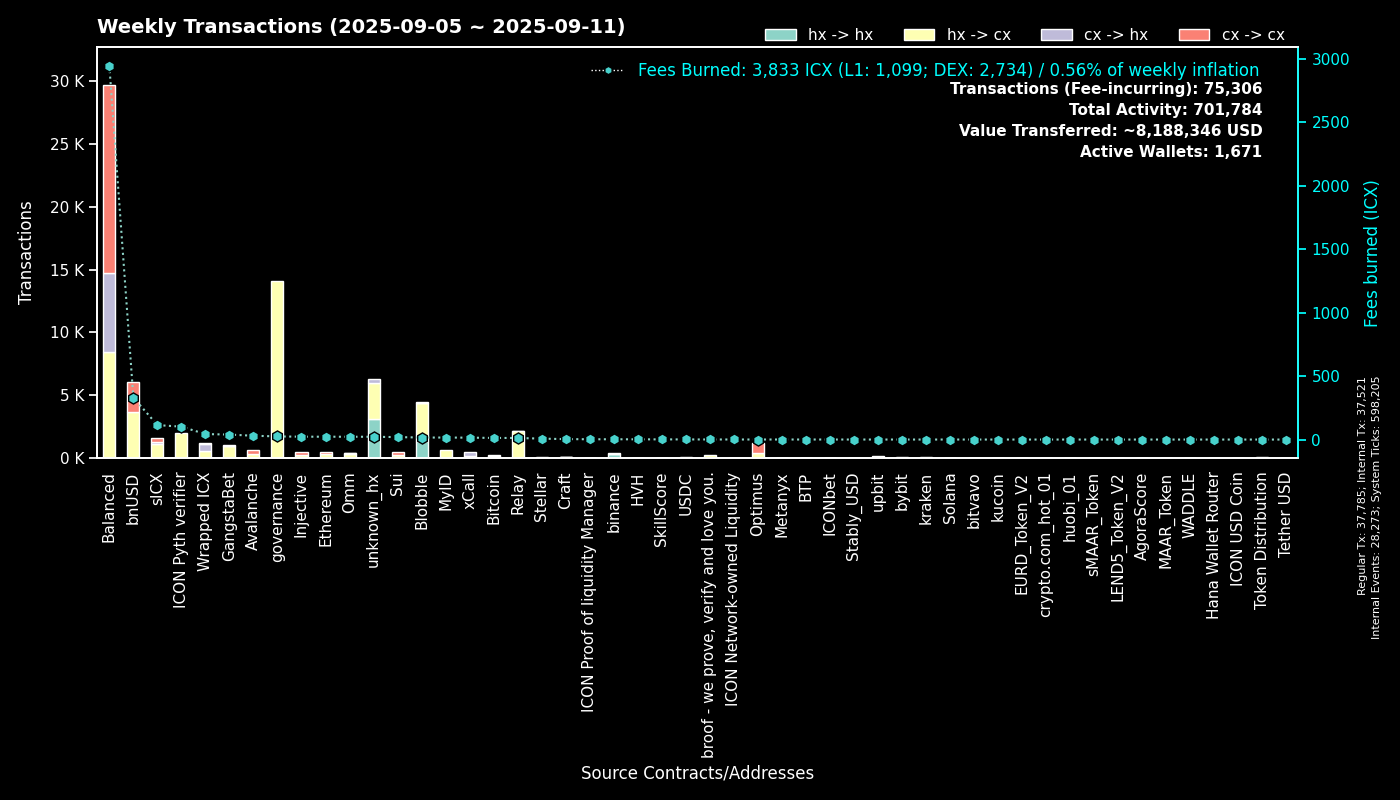 Weekly Transactions (2025-09-05 ~ 2025-09-11)
hx -> hx
hx -> cx
cx -> hx
cx -> cx
Fees Burned: 3,833 ICX (L1: 1,099; DEX: 2,734) / 0.56% of weekly inflation
Transactions (Fee-incurring): 75,306
Total Activity: 701,784
Value Transferred: ~8,188,346 USD
Active Wallets: 1,671
Transactions
30 K
25 K
20 K
15 K
10 K
5 K
0 K
3000
2500
2000
1500
1000
500
0
Fees burned (ICX)
Regular Tx: 37,785; Internal Tx: 37,521
Internal Events: 28,273; System Ticks: 598,205
Balanced
bnUSD
sICX
ICON Pyth verifier
Wrapped ICX
GangstaBet
Avalanche
governance
Injective
Ethereum
Omm
unknown_hx
Sui
Blobble
MyID
xCall
Bitcoin
Relay
Stellar
Craft
ICON Proof of liquidity Manager
binance
HVH
SkillScore
USDC
broof - we prove, verify and love you.
ICON Network-owned Liquidity
Optimus
Metanyx
BTP
ICONbet
Stably_USD
upbit
bybit
kraken
Solana
bitvavo
kucoin
EURD_Token_V2
crypto.com_hot_01
huobi_01
sMAAR_Token
LEND5_Token_V2
AgoraScore
MAAR_Token
WADDLE
Hana Wallet Router
ICON USD Coin
Token Distribution
Tether USD
Source Contracts/Addresses